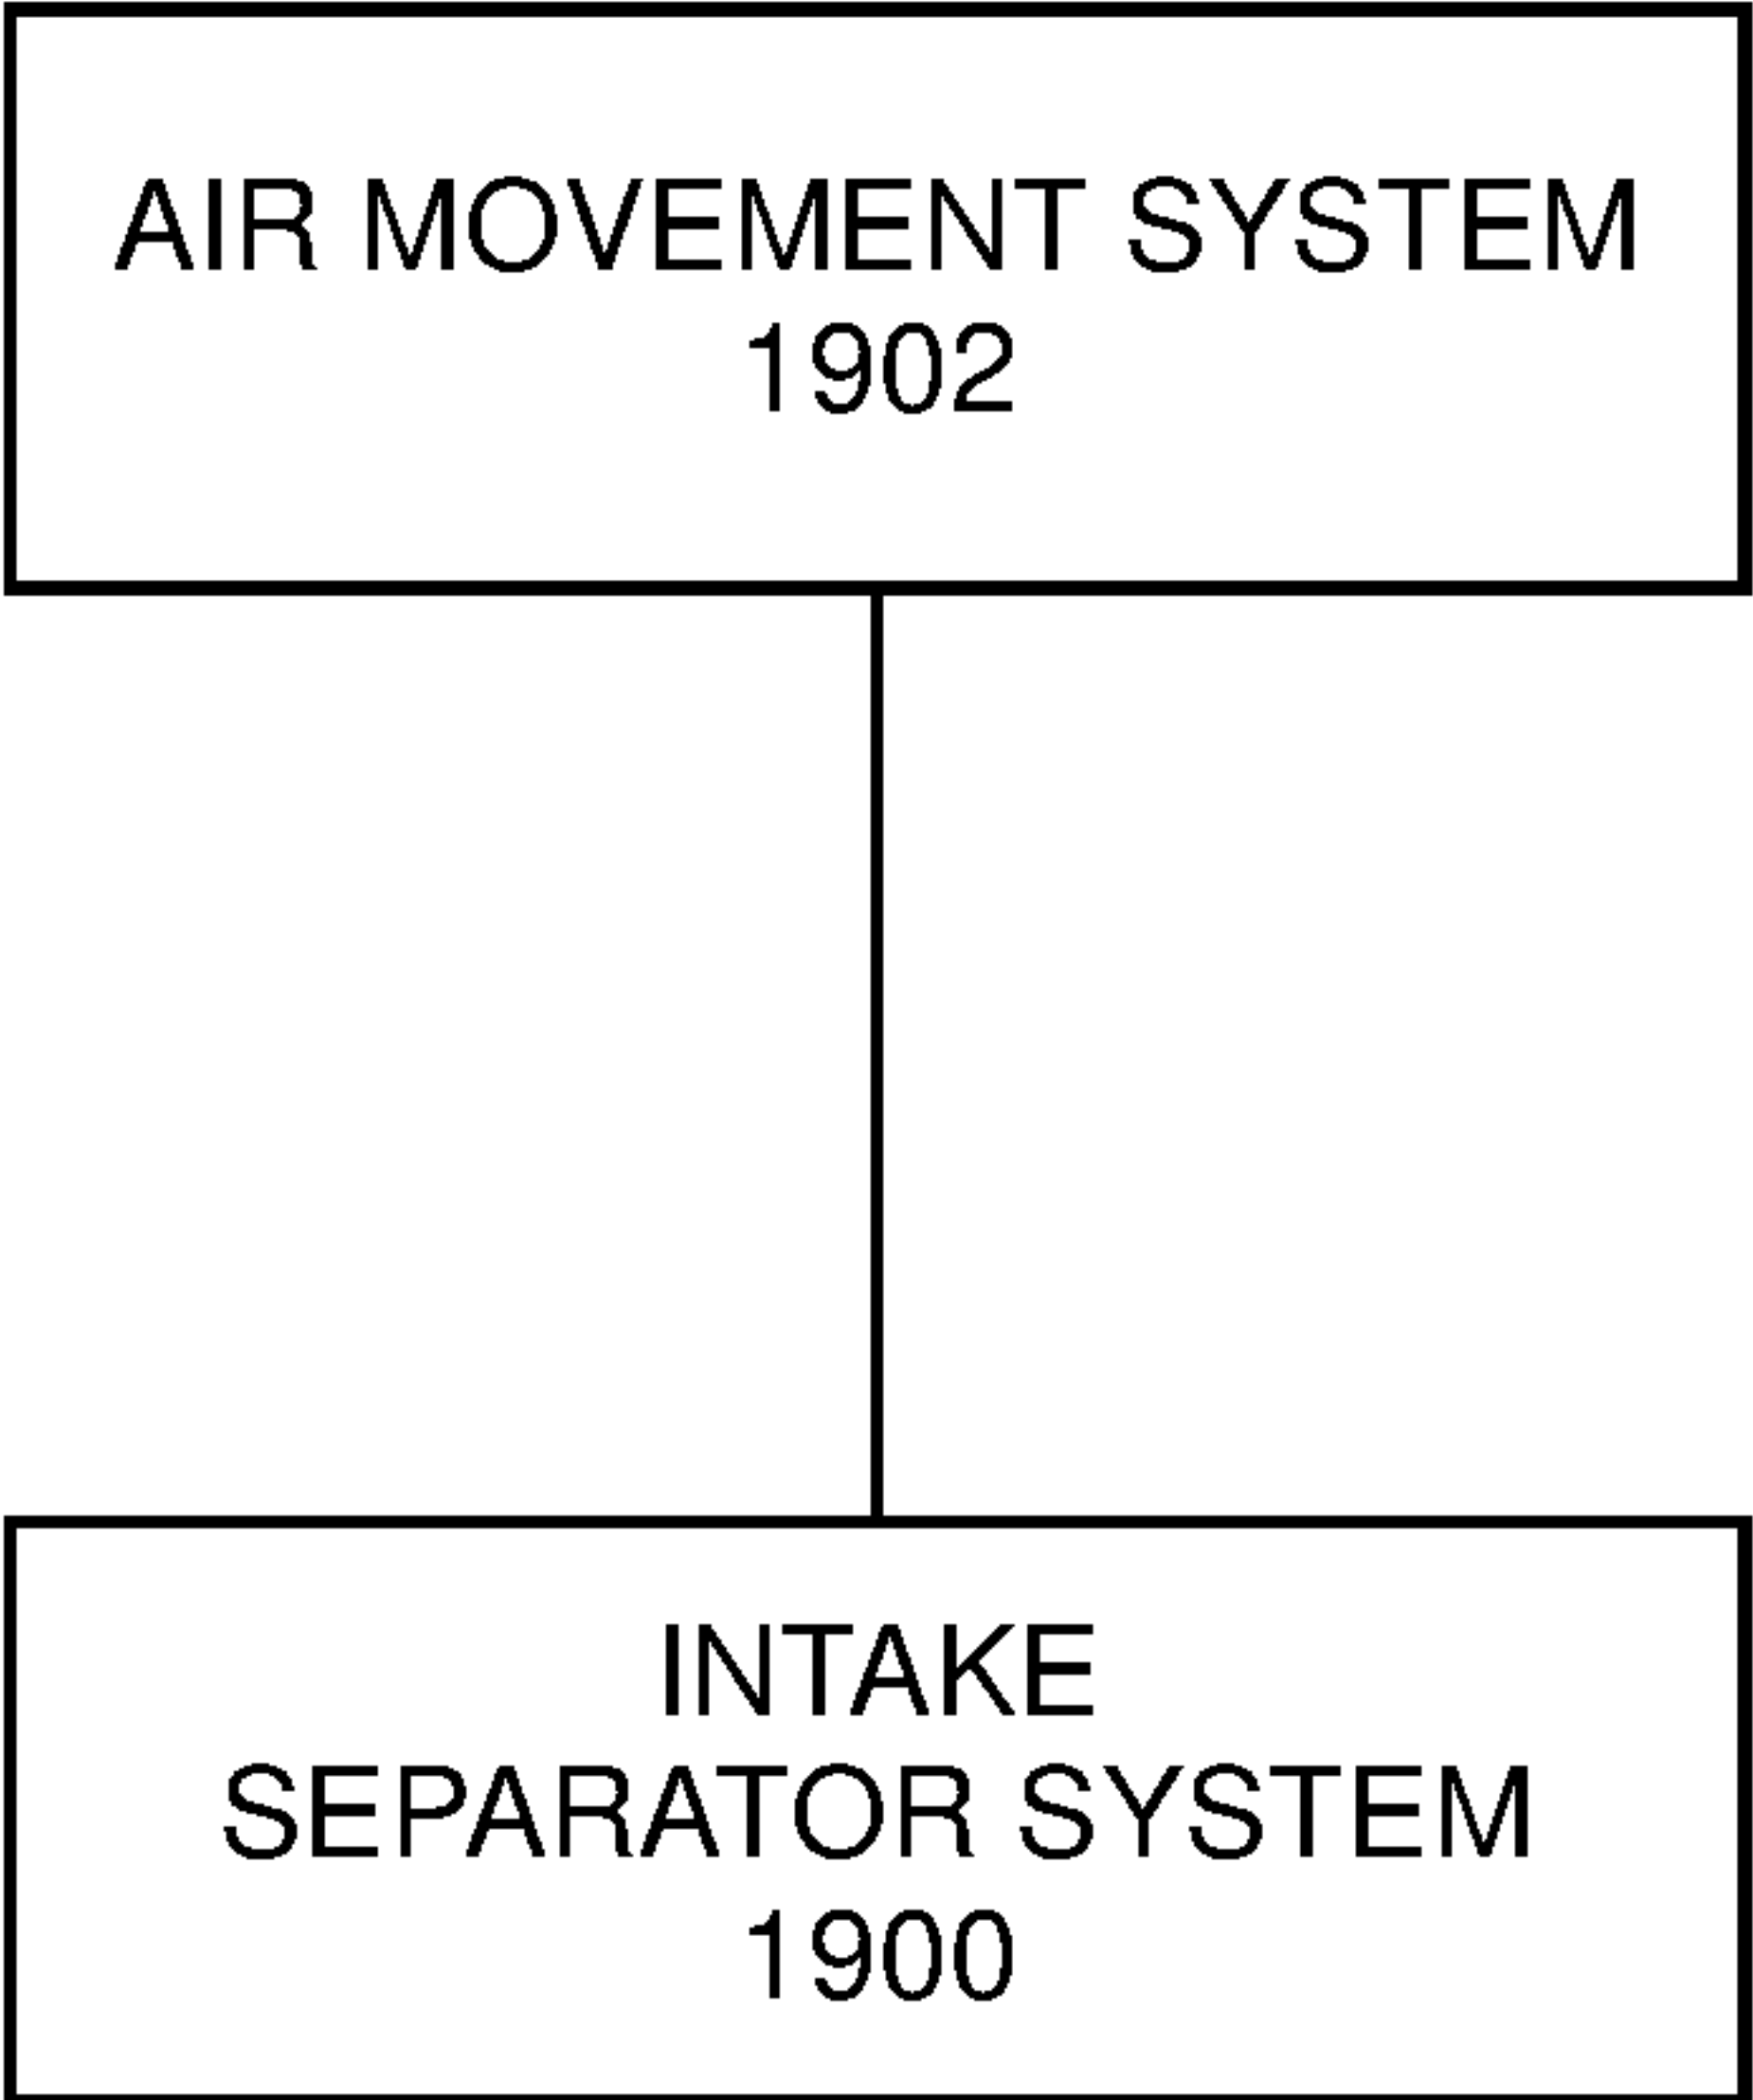 AIR MOVEMENT SYSTEM
1902
INTAKE
SEPARATOR SYSTEM
1900